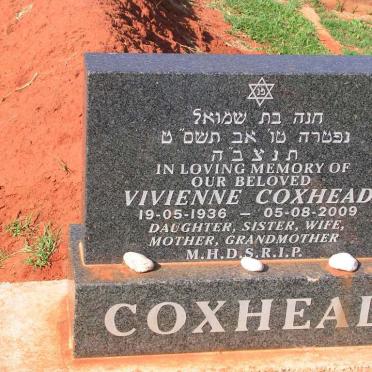 פנ
חנה בת שמואל
נפטרה טו׳ אב תשס״ט
ת נ צ ב ה
IN LOVING MEMORY OF
OUR BELOVED
VIVIENNE COXHEAD
19-05-1936 – 05-08-2009
DAUGHTER, SISTER, WIFE,
MOTHER, GRANDMOTHER
M.H.D.S.R.I.P.
COXHEAD